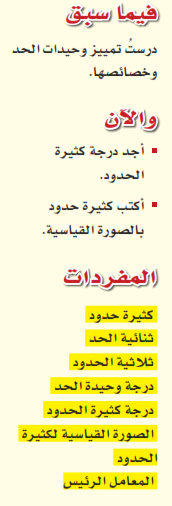 فيما سبق
درستُ تمييز وحيدات الحد
وخصائصها.
والآن
▪ أجد درجة كثيرة
الحدود.
▪ أكتب كثيرة حدود
بالصورة القياسية.
المفردات
كثيرة حدود
ثنائية الحد
ثلاثية الحدود
درجة وحيدة الحد
درجة كثيرة الحدود
الصورة القياسية لكثيرة
الحدود
المعامل الرئيس